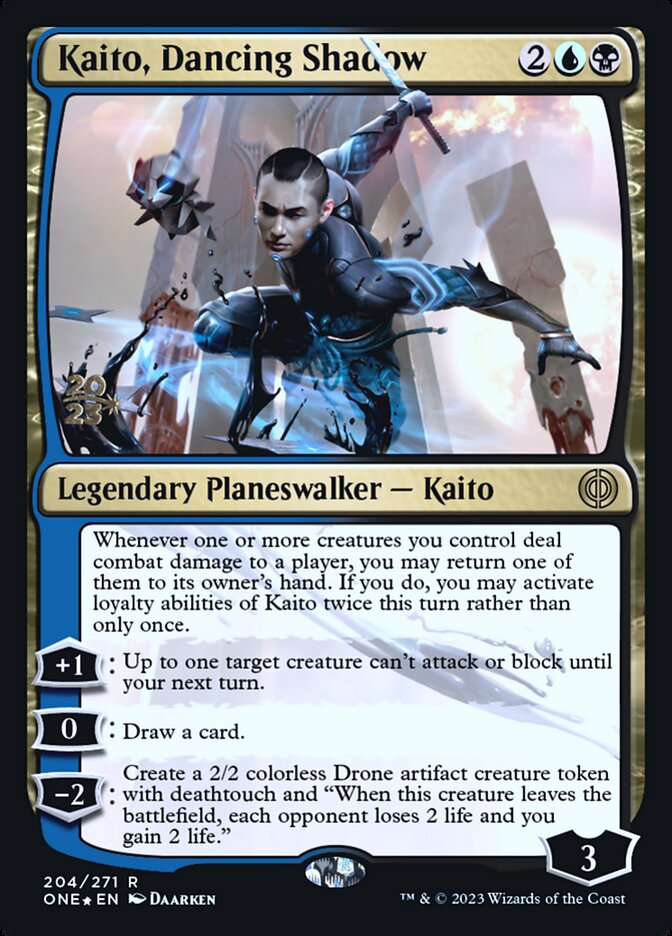 Kaito, Dancing Shadow 2
20
23
Legendary Planeswalker — Kaito
Whenever one or more creatures you control deal
combat damage to a player, you may return one of
them to its owner's hand. If you do, you may activate
loyalty abilities of Kaito twice this turn rather than
only once.
+1 : Up to one target creature can't attack or block until
your next turn.
0 : Draw a card.
−2 : Create a 2/2 colorless Drone artifact creature token
with deathtouch and “When this creature leaves the
battlefield, each opponent loses 2 life and you
gain 2 life.”
3
204/271 R
ONE★EN DAARKEN
™ & © 2023 Wizards of the Coast